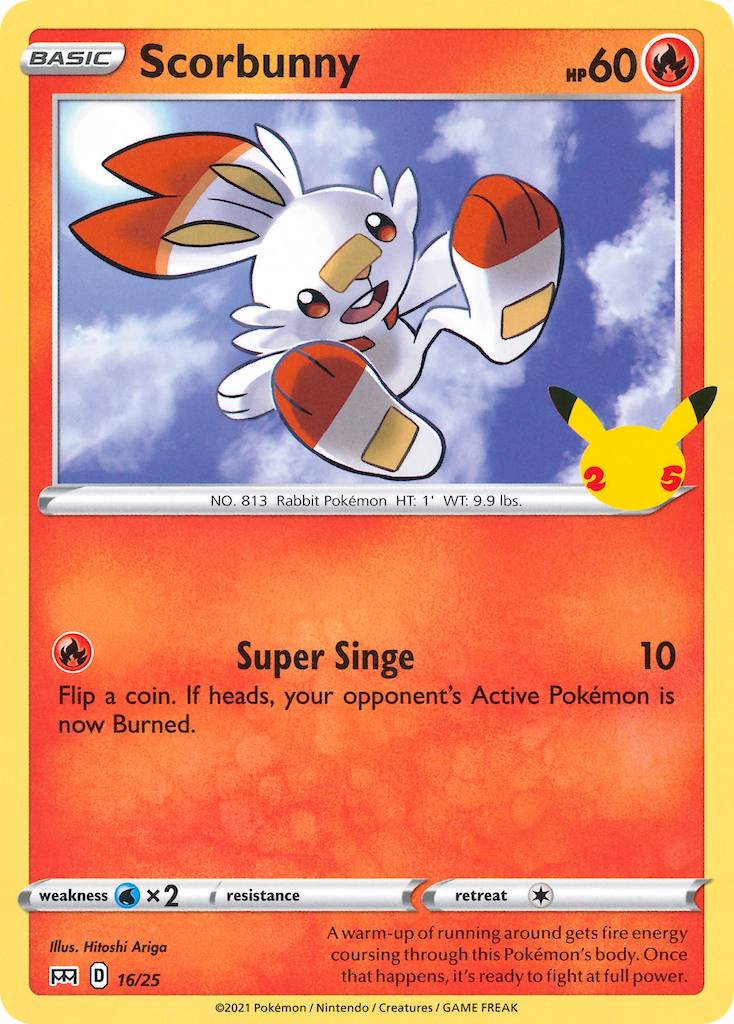 BASIC Scorbunny HP60
25
NO. 813 Rabbit Pokémon HT: 1' WT: 9.9 lbs.
Super Singe 10
Flip a coin. If heads, your opponent's Active Pokémon is
now Burned.
weakness ×2 resistance retreat
Illus. Hitoshi Ariga
A warm-up of running around gets fire energy
coursing through this Pokémon's body. Once
that happens, it's ready to fight at full power.
D 16/25
©2021 Pokémon / Nintendo / Creatures / GAME FREAK